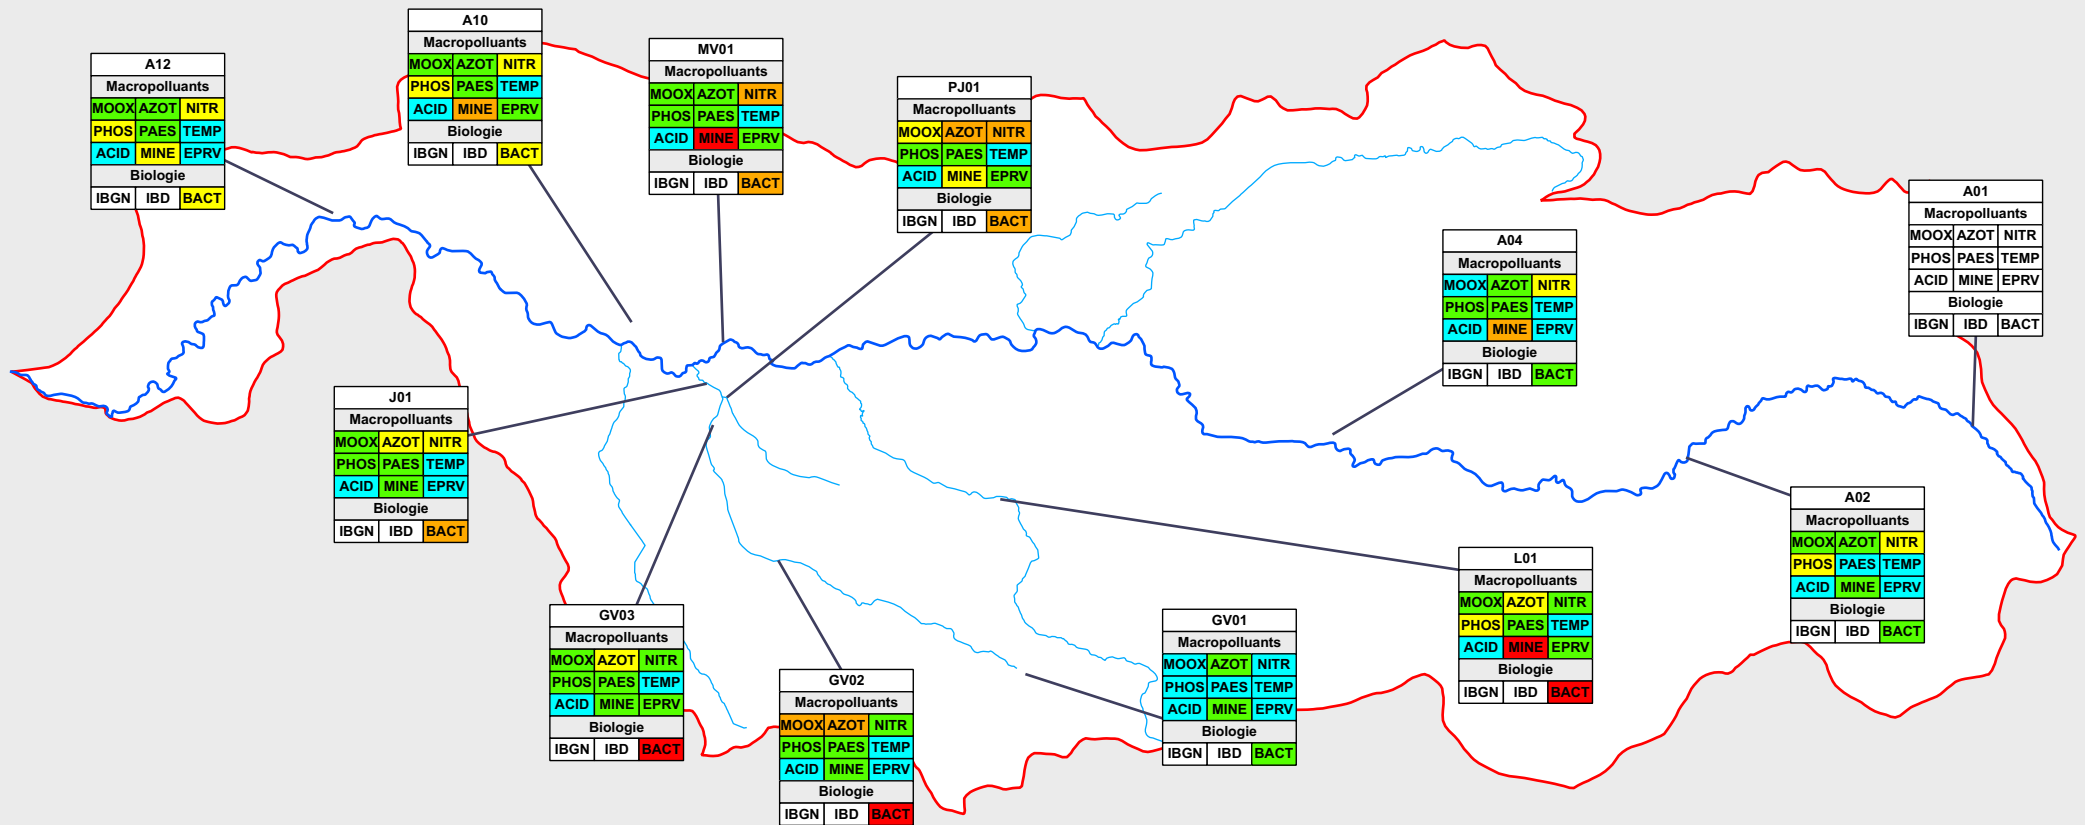 A10
Macropolluants
MOOX AZOT NITR
PHOS PAES TEMP
ACID MINE EPRV
Biologie
IBGN IBD BACT
MV01
Macropolluants
MOOX AZOT NITR
PHOS PAES TEMP
ACID MINE EPRV
Biologie
IBGN IBD BACT
A12
Macropolluants
MOOX AZOT NITR
PHOS PAES TEMP
ACID MINE EPRV
Biologie
IBGN IBD BACT
PJ01
Macropolluants
MOOX AZOT NITR
PHOS PAES TEMP
ACID MINE EPRV
Biologie
IBGN IBD BACT
A01
Macropolluants
MOOX AZOT NITR
PHOS PAES TEMP
ACID MINE EPRV
Biologie
IBGN IBD BACT
A04
Macropolluants
MOOX AZOT NITR
PHOS PAES TEMP
ACID MINE EPRV
Biologie
IBGN IBD BACT
J01
Macropolluants
MOOX AZOT NITR
PHOS PAES TEMP
ACID MINE EPRV
Biologie
IBGN IBD BACT
A02
Macropolluants
MOOX AZOT NITR
PHOS PAES TEMP
ACID MINE EPRV
Biologie
IBGN IBD BACT
L01
Macropolluants
MOOX AZOT NITR
PHOS PAES TEMP
ACID MINE EPRV
Biologie
IBGN IBD BACT
GV03
Macropolluants
MOOX AZOT NITR
PHOS PAES TEMP
ACID MINE EPRV
Biologie
IBGN IBD BACT
GV01
Macropolluants
MOOX AZOT NITR
PHOS PAES TEMP
ACID MINE EPRV
Biologie
IBGN IBD BACT
GV02
Macropolluants
MOOX AZOT NITR
PHOS PAES TEMP
ACID MINE EPRV
Biologie
IBGN IBD BACT